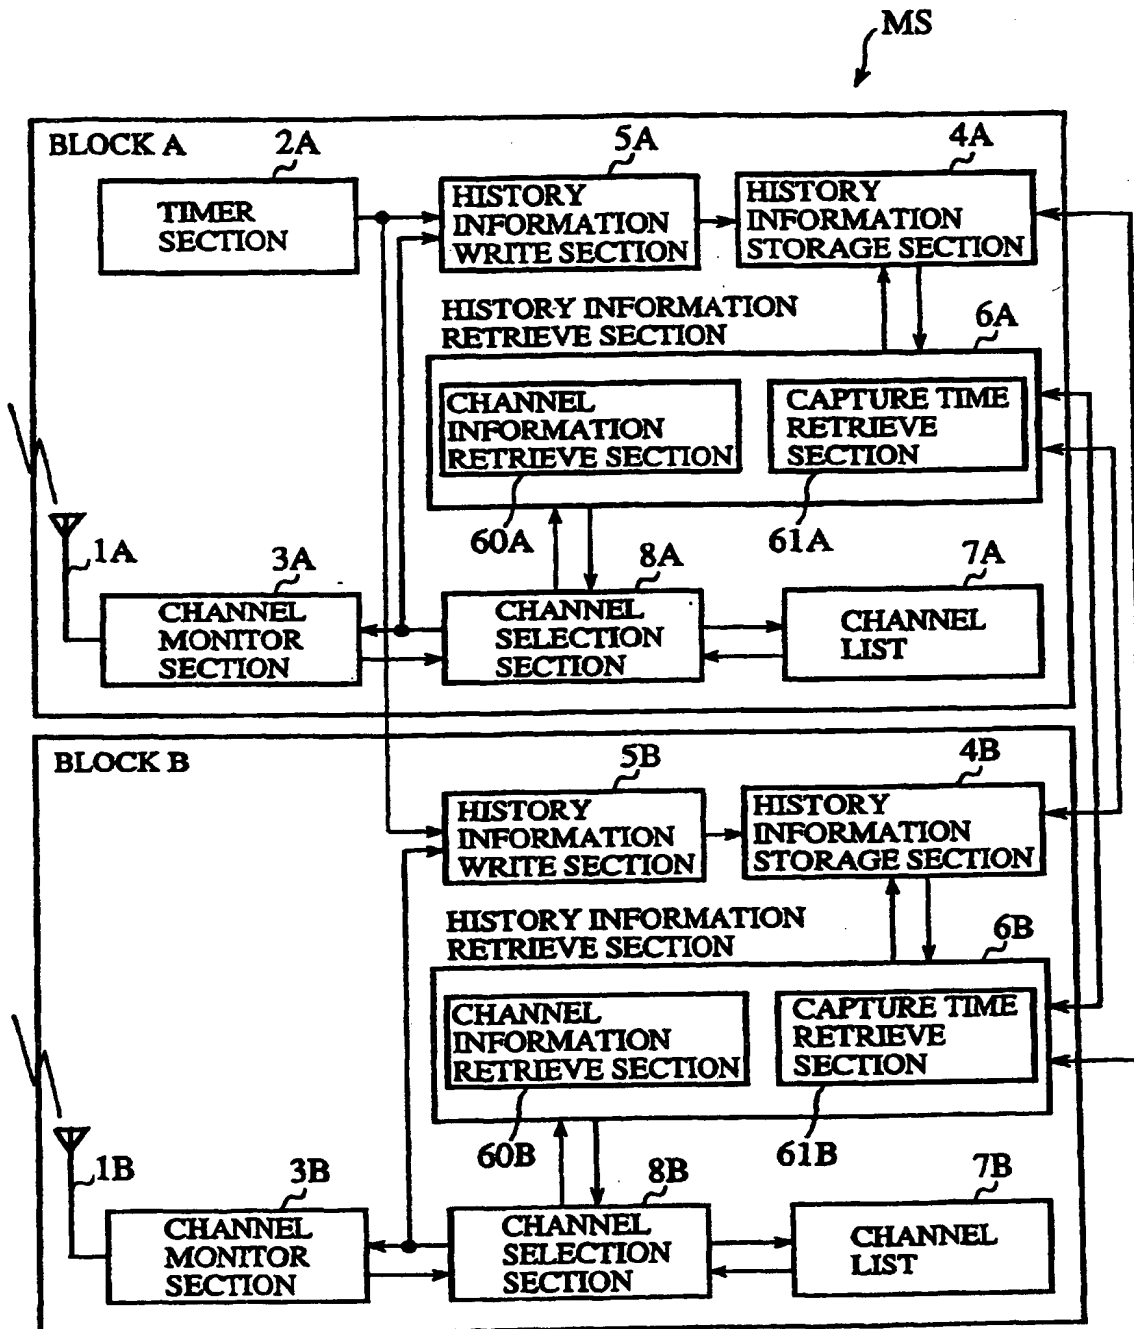 MS
BLOCK A
2A
5A
4A
TIMER
SECTION
HISTORY
INFORMATION
WRITE SECTION
HISTORY
INFORMATION
STORAGE SECTION
HISTORY INFORMATION
RETRIEVE SECTION
6A
CHANNEL
INFORMATION
RETRIEVE SECTION
CAPTURE TIME
RETRIEVE
SECTION
60A
61A
1A
3A
8A
7A
CHANNEL
MONITOR
SECTION
CHANNEL
SELECTION
SECTION
CHANNEL
LIST
BLOCK B
5B
4B
HISTORY
INFORMATION
WRITE SECTION
HISTORY
INFORMATION
STORAGE SECTION
HISTORY INFORMATION
RETRIEVE SECTION
6B
CHANNEL
INFORMATION
RETRIEVE SECTION
CAPTURE TIME
RETRIEVE
SECTION
60B
61B
1B
3B
8B
7B
CHANNEL
MONITOR
SECTION
CHANNEL
SELECTION
SECTION
CHANNEL
LIST